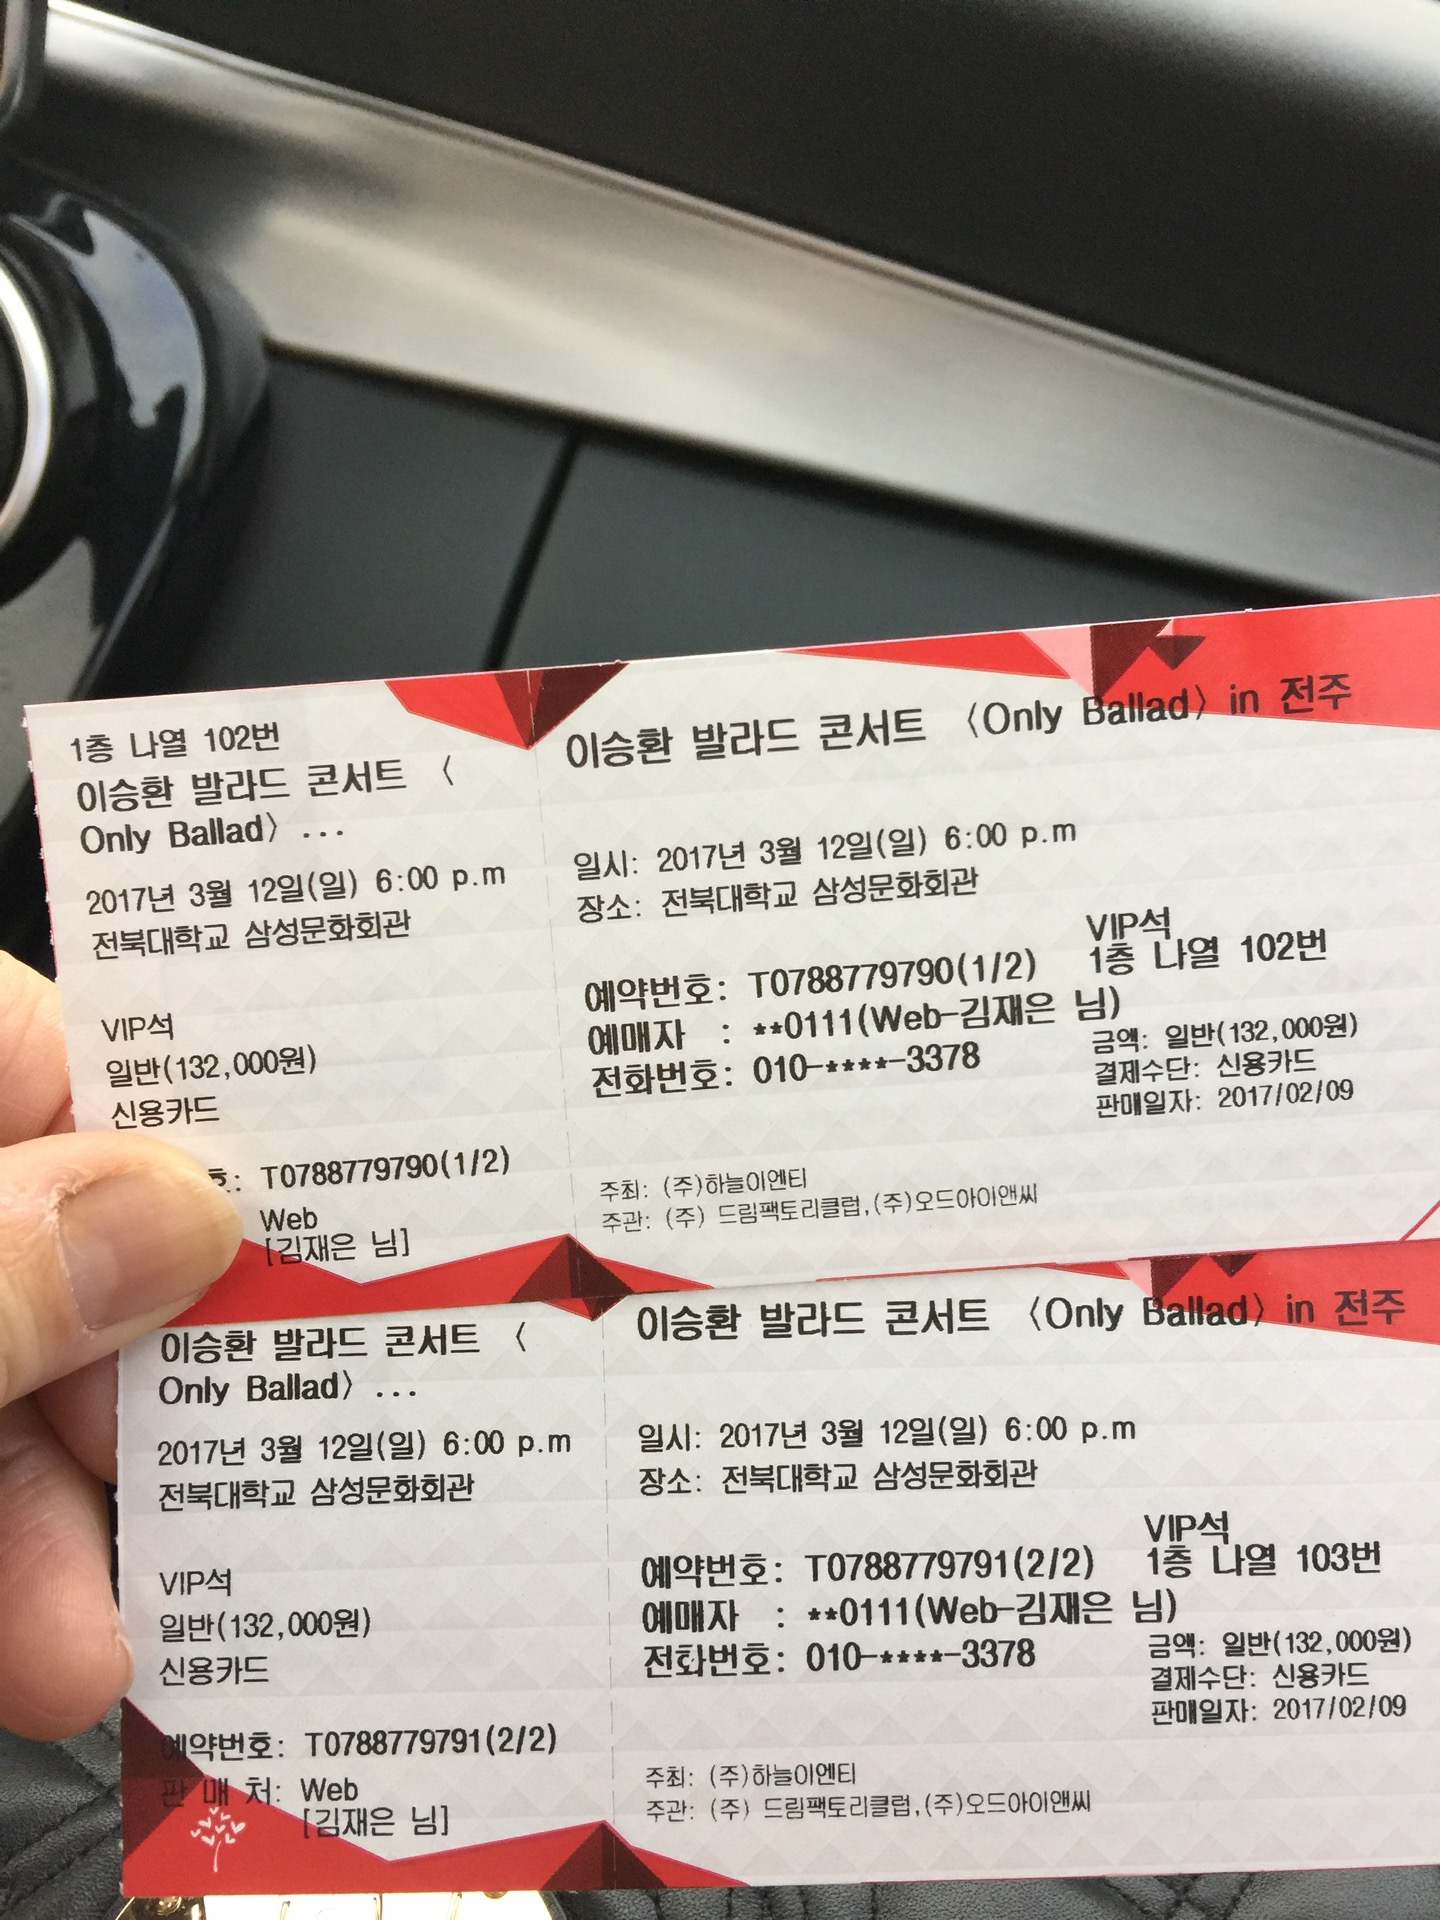 1층 나열 102번
이승환 발라드 콘서트 〈
Only Ballad〉...
2017년 3월 12일(일) 6:00 p.m
전북대학교 삼성문화회관
VIP석
일반(132,000원)
신용카드
호: T0788779790(1/2)
Web
[김재은 님]
이승환 발라드 콘서트 〈Only Ballad〉in 전주
일시: 2017년 3월 12일(일) 6:00 p.m
장소: 전북대학교 삼성문화회관
VIP석
1층 나열 102번
예약번호: T0788779790(1/2)
예매자 : **0111(Web-김재은 님)
전화번호: 010-****-3378
금액: 일반(132,000원)
결제수단: 신용카드
판매일자: 2017/02/09
주최: (주)하늘이엔티
주관: (주) 드림팩토리클럽,(주)오드아이앤씨
이승환 발라드 콘서트 〈
Only Ballad〉...
2017년 3월 12일(일) 6:00 p.m
전북대학교 삼성문화회관
VIP석
일반(132,000원)
신용카드
예약번호: T0788779791(2/2)
판 매 처: Web
[김재은 님]
이승환 발라드 콘서트 〈Only Ballad〉in 전주
일시: 2017년 3월 12일(일) 6:00 p.m
장소: 전북대학교 삼성문화회관
VIP석
1층 나열 103번
예약번호: T0788779791(2/2)
예매자 : **0111(Web-김재은 님)
전화번호: 010-****-3378
금액: 일반(132,000원)
결제수단: 신용카드
판매일자: 2017/02/09
주최: (주)하늘이엔티
주관: (주) 드림팩토리클럽,(주)오드아이앤씨